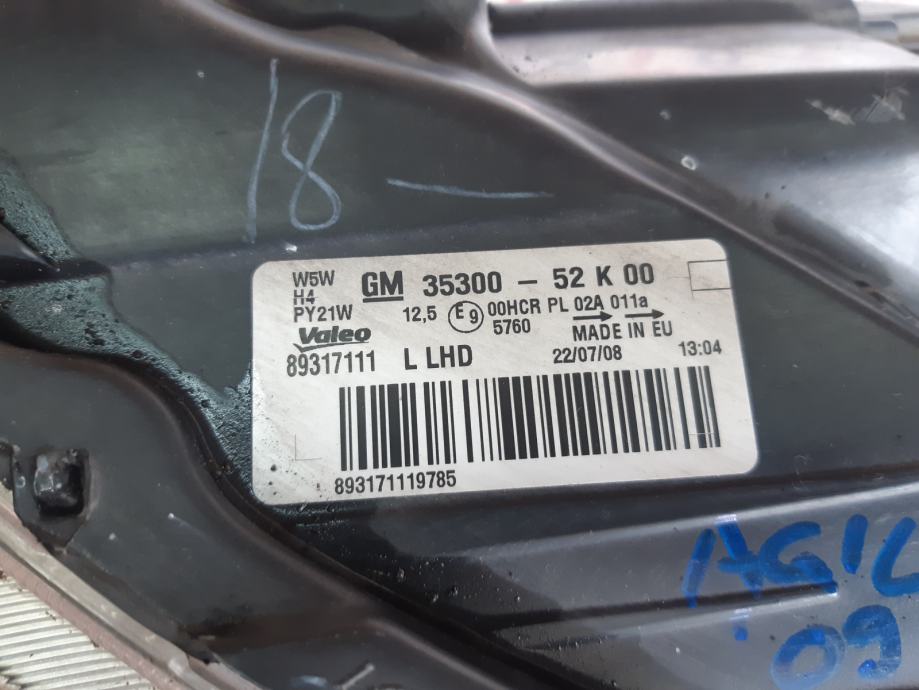 18 —
W5W
H4
PY21W
GM 35300 — 52 K 00
12,5 E9 00HCR PL 02A 011a
5760 MADE IN EU
Valeo
89317111 L LHD 22/07/08 13:04
893171119785
AGIL
09